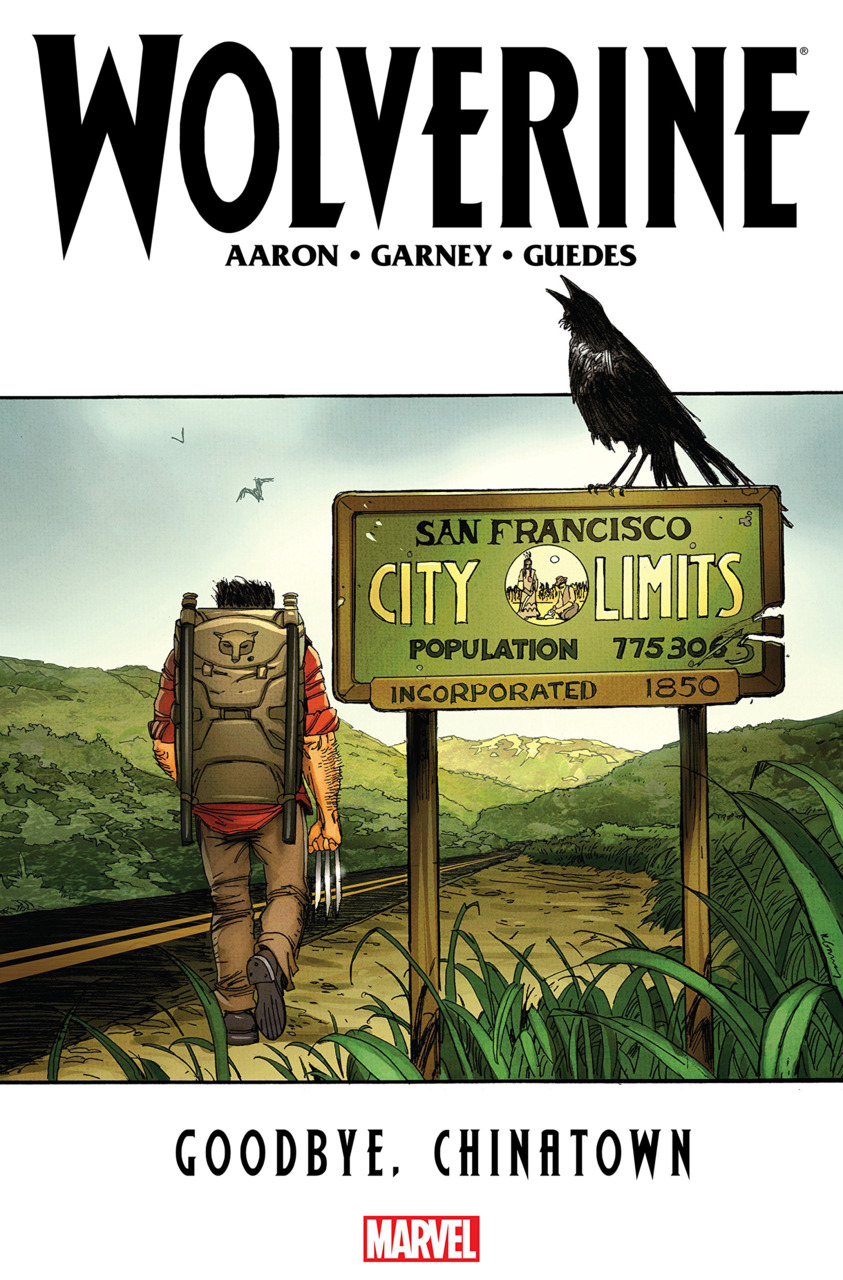 WOLVERINE®
AARON • GARNEY • GUEDES
SAN FRANCISCO
CITY LIMITS
POPULATION 775306
INCORPORATED 1850
GOODBYE, CHINATOWN
MARVEL